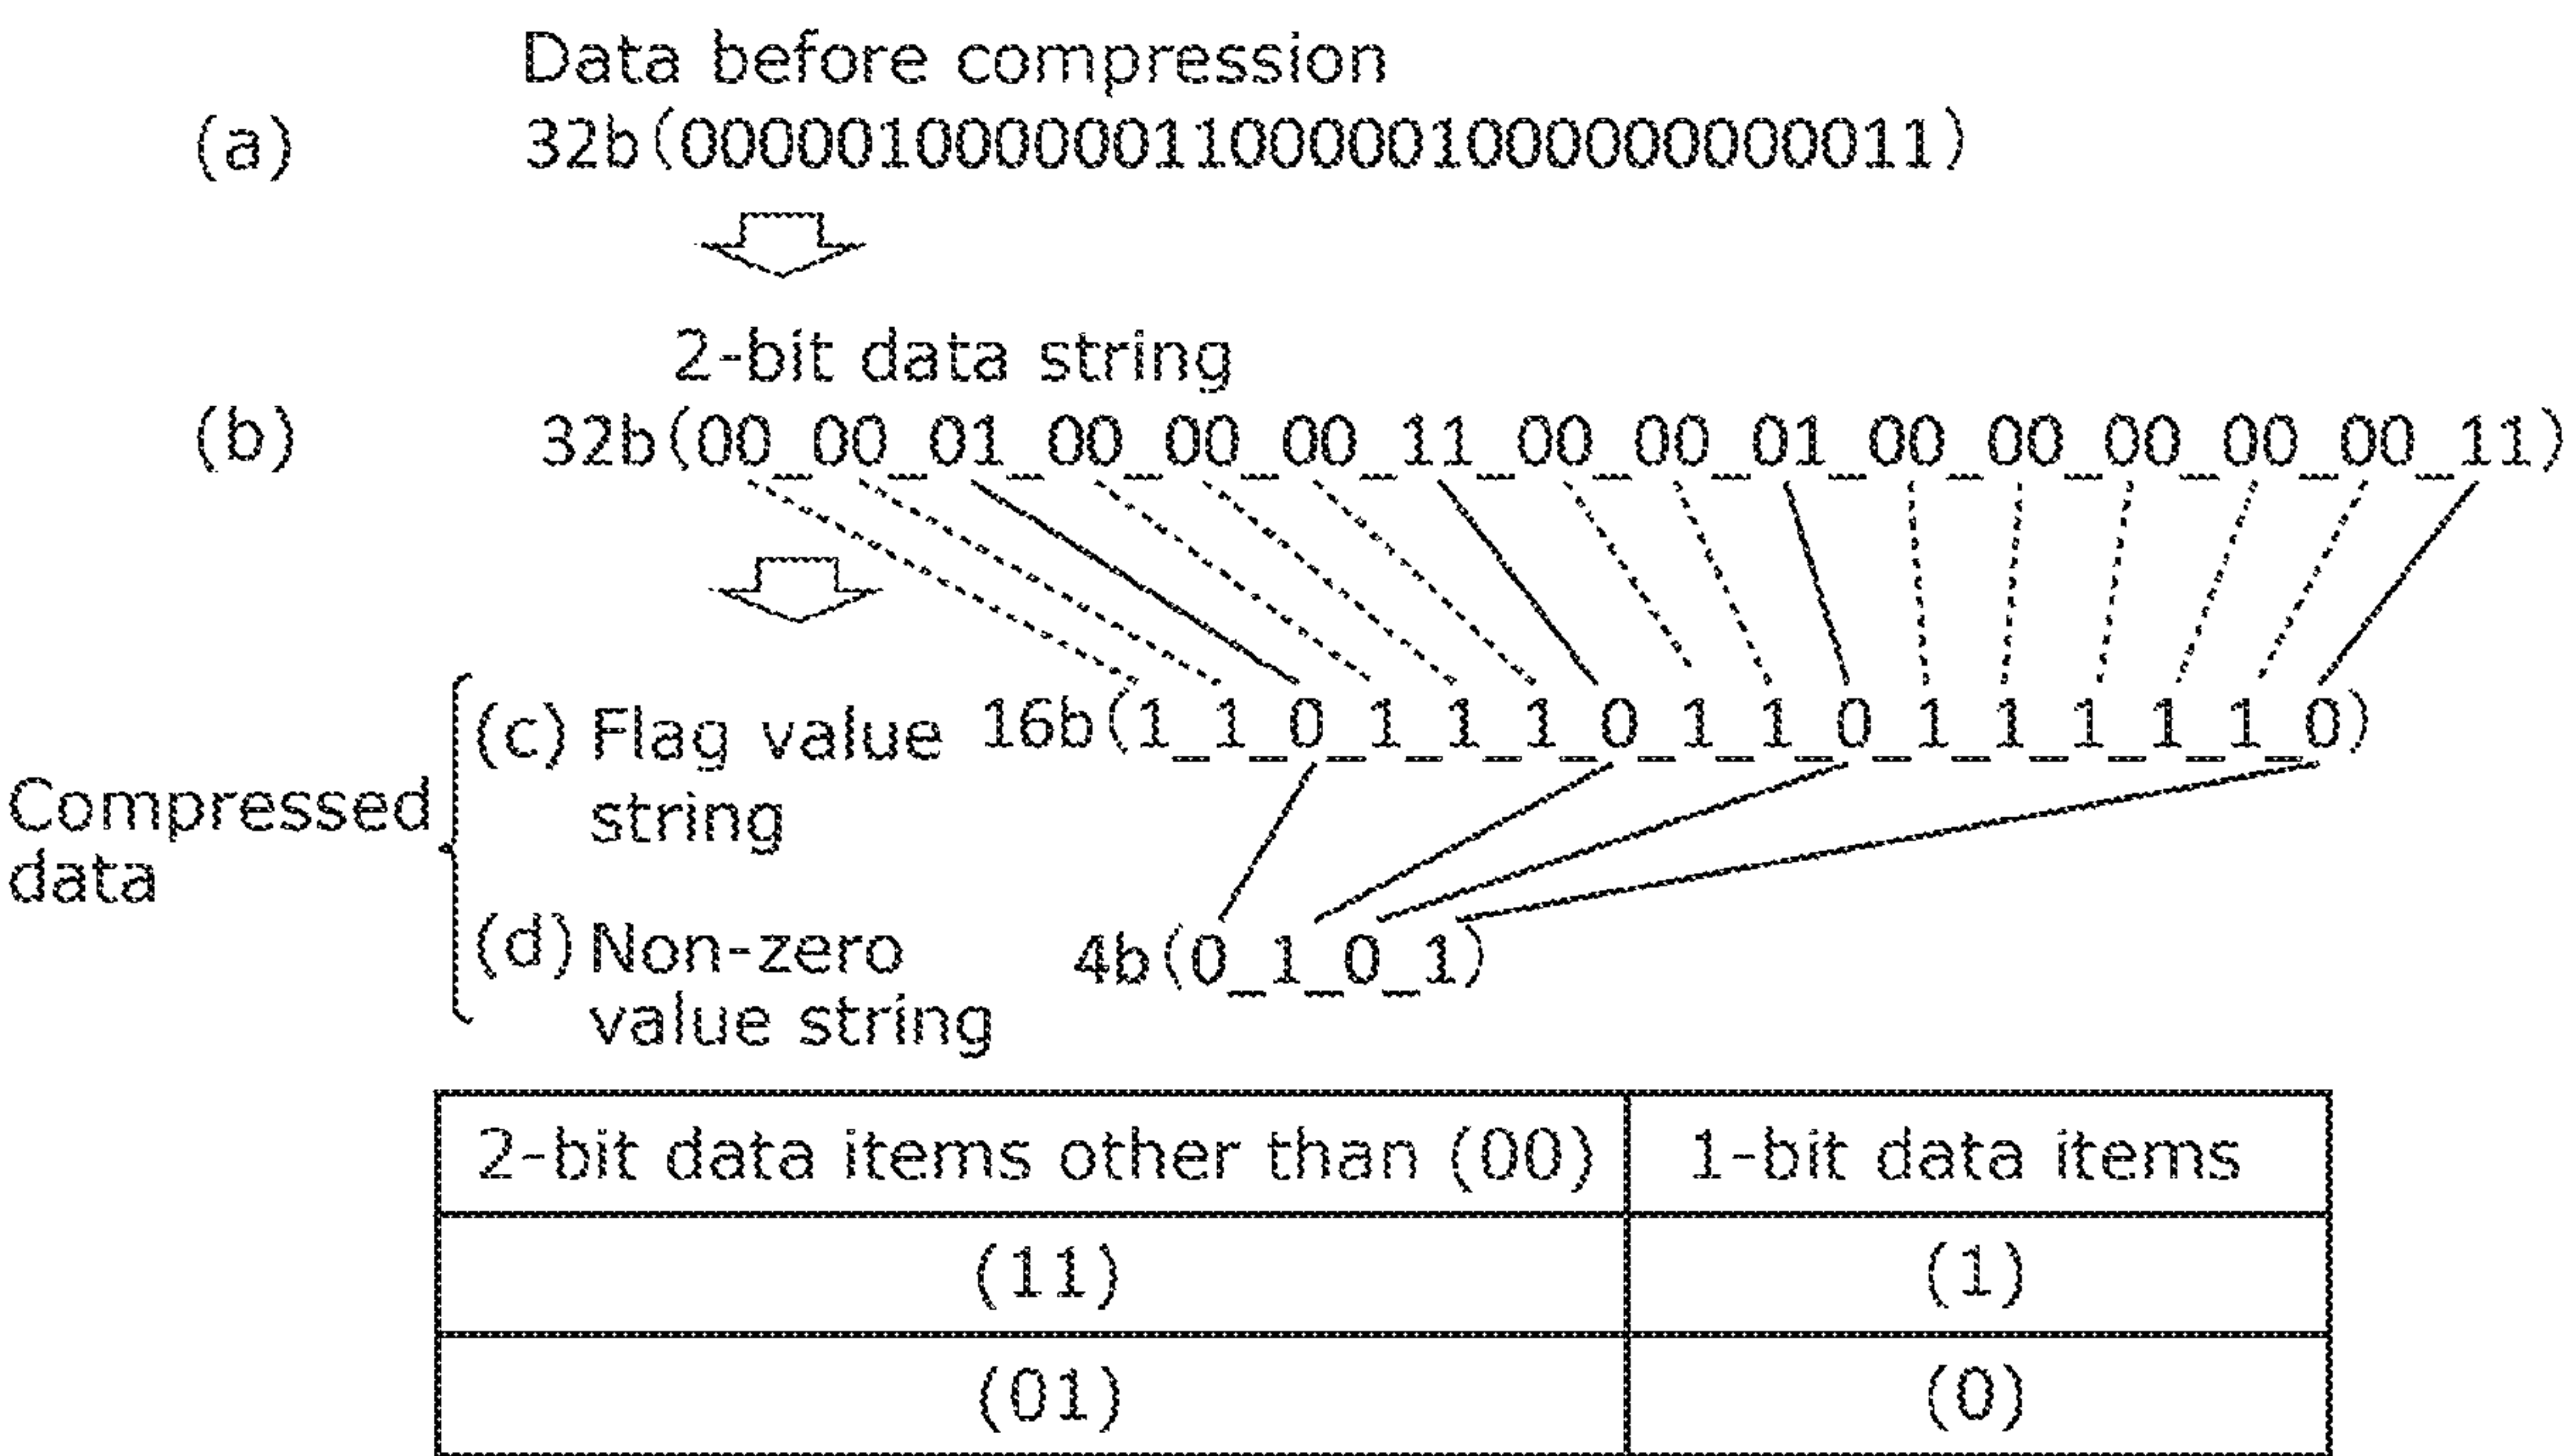 Data before compression
(a) 32b(00000100000011000001000000000011)
2-bit data string
(b) 32b(00_00_01_00_00_00_11_00_00_01_00_00_00_00_00_11)
Compressed data
(c) Flag value string 16b(1_1_0_1_1_1_0_1_1_0_1_1_1_1_1_0)
(d) Non-zero value string 4b(0_1_0_1)
2-bit data items other than (00) 1-bit data items
(11) (1)
(01) (0)